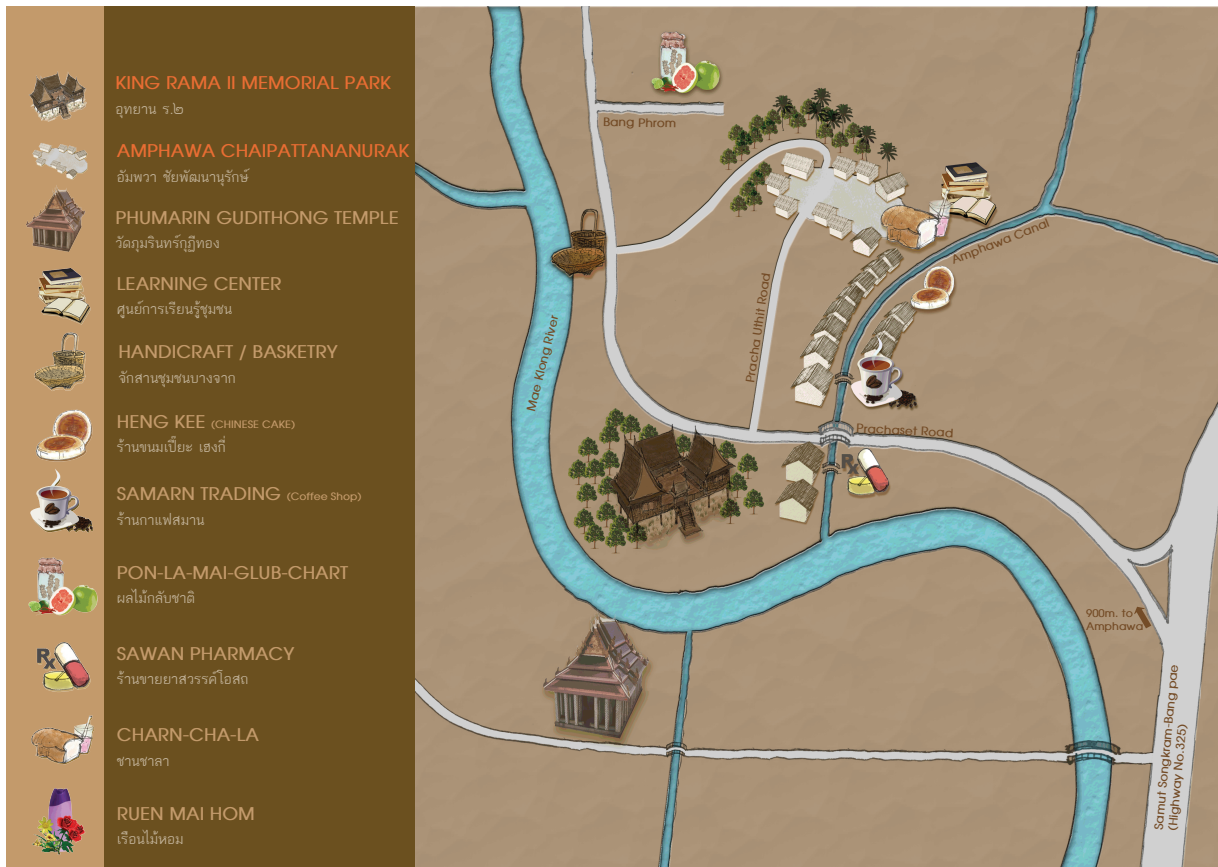 KING RAMA II MEMORIAL PARK
อุทยาน ร.๒
AMPHAWA CHAIPATTANANURAK
อัมพวา ชัยพัฒนานุรักษ์
PHUMARIN GUDITHONG TEMPLE
วัดภุมรินทร์กุฎีทอง
LEARNING CENTER
ศูนย์การเรียนรู้ชุมชน
HANDICRAFT / BASKETRY
จักสานชุมชนบางจาก
HENG KEE (CHINESE CAKE)
ร้านขนมเปี๊ยะ เฮงกี่
SAMARN TRADING (Coffee Shop)
ร้านกาแฟสมาน
PON-LA-MAI-GLUB-CHART
ผลไม้กลับชาติ
Rx
SAWAN PHARMACY
ร้านขายยาสวรรค์โอสถ
CHARN-CHA-LA
ชานชาลา
RUEN MAI HOM
เรือนไม้หอม
Bang Phrom
Amphawa Canal
Pracha Uthit Road
Mae Klong River
Prachaset Road
Rx
900m. to
Amphawa
Samut Songkram-Bang pae
(Highway No.325)